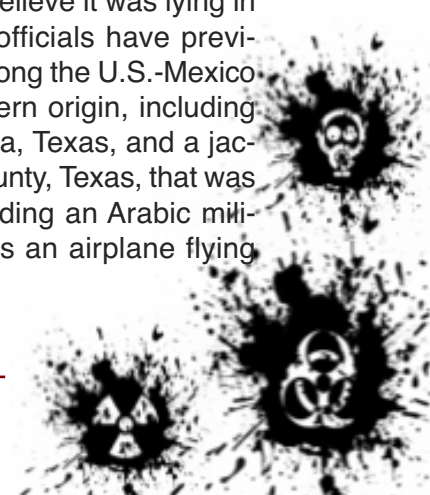 believe it was lying in
officials have previ-
ong the U.S.-Mexico
ern origin, including
a, Texas, and a jac-
unty, Texas, that was
ding an Arabic mili-
s an airplane flying